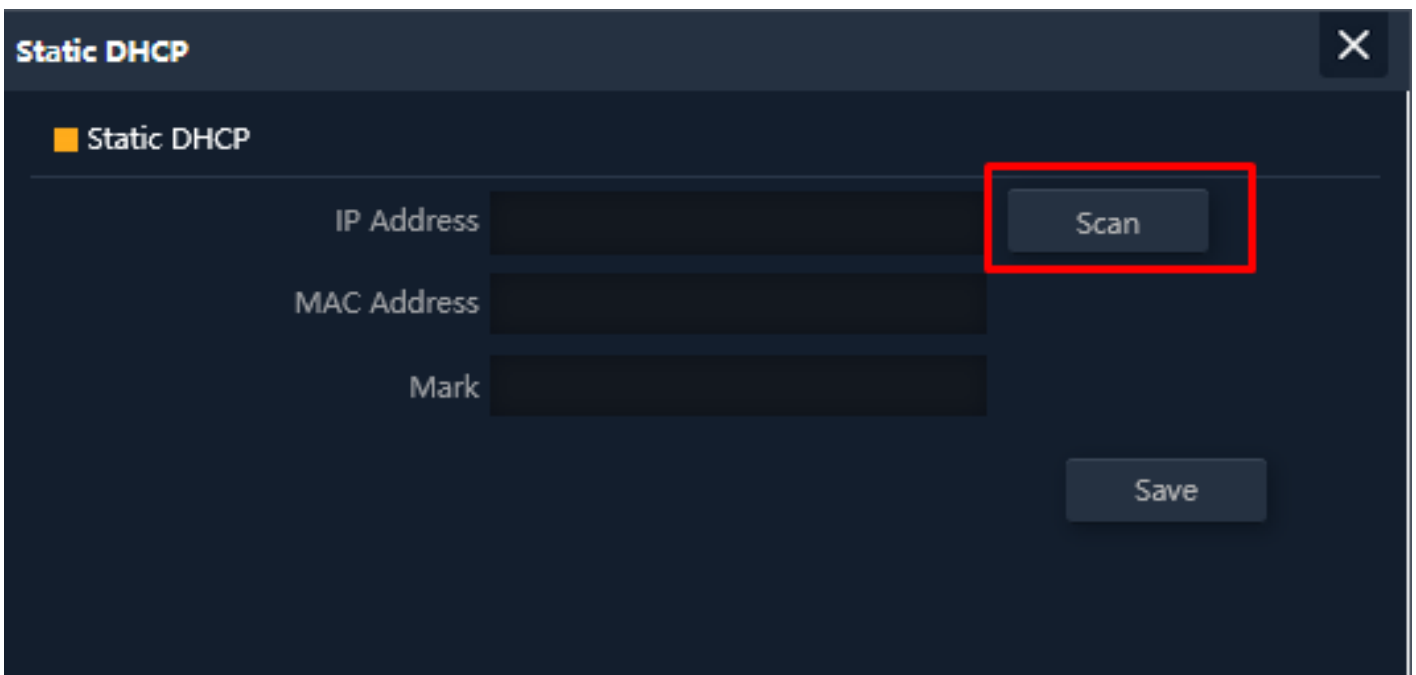 Static DHCP
Static DHCP
IP Address
Scan
MAC Address
Mark
Save